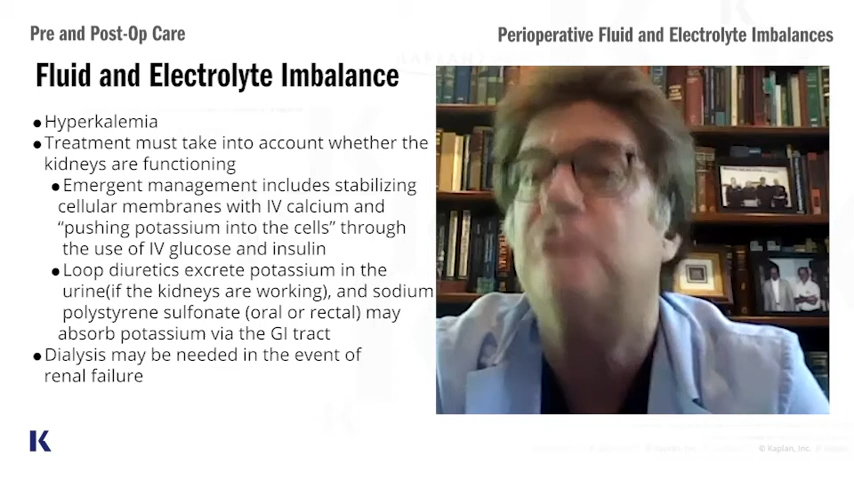 Pre and Post-Op Care
Perioperative Fluid and Electrolyte Imbalances
Fluid and Electrolyte Imbalance
●Hyperkalemia
●Treatment must take into account whether the
kidneys are functioning
●Emergent management includes stabilizing
cellular membranes with IV calcium and
“pushing potassium into the cells” through
the use of IV glucose and insulin
●Loop diuretics excrete potassium in the
urine(if the kidneys are working), and sodium
polystyrene sulfonate (oral or rectal) may
absorb potassium via the GI tract
●Dialysis may be needed in the event of
renal failure
K
© Kaplan, Inc.